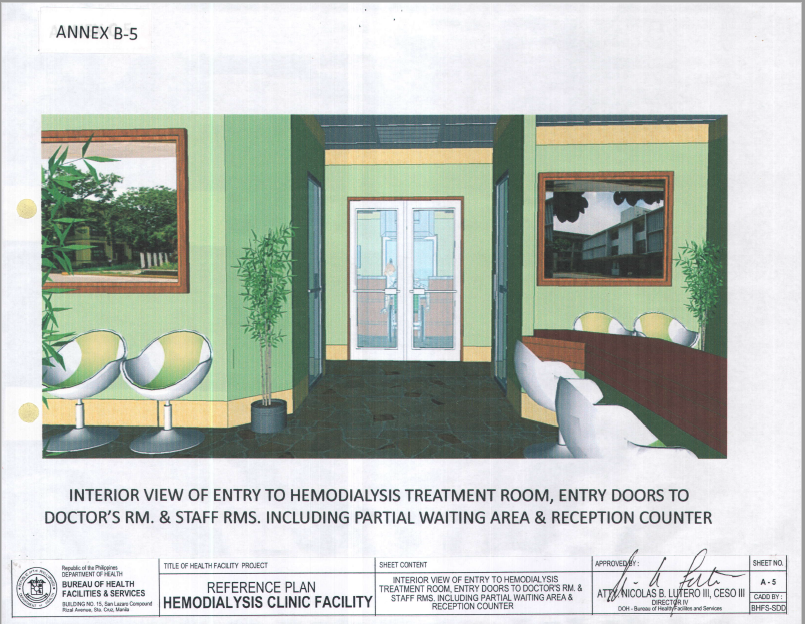 ANNEX B-5
INTERIOR VIEW OF ENTRY TO HEMODIALYSIS TREATMENT ROOM, ENTRY DOORS TO
DOCTOR'S RM. & STAFF RMS. INCLUDING PARTIAL WAITING AREA & RECEPTION COUNTER
Republic of the Philippines
DEPARTMENT OF HEALTH
BUREAU OF HEALTH
FACILITIES & SERVICES
BUILDING NO. 15, San Lazaro Compound
Rizal Avenue, Sta. Cruz, Manila
TITLE OF HEALTH FACILITY PROJECT
REFERENCE PLAN
HEMODIALYSIS CLINIC FACILITY
SHEET CONTENT
INTERIOR VIEW OF ENTRY TO HEMODIALYSIS
TREATMENT ROOM, ENTRY DOORS TO DOCTOR'S RM. &
STAFF RMS. INCLUDING PARTIAL WAITING AREA &
RECEPTION COUNTER
APPROVED BY :
ATTY. NICOLAS B. LUTERO III, CESO III
DIRECTOR IV
DOH - Bureau of Health Facilities and Services
SHEET NO.
A - 5
CADD BY :
BHFS-SDD